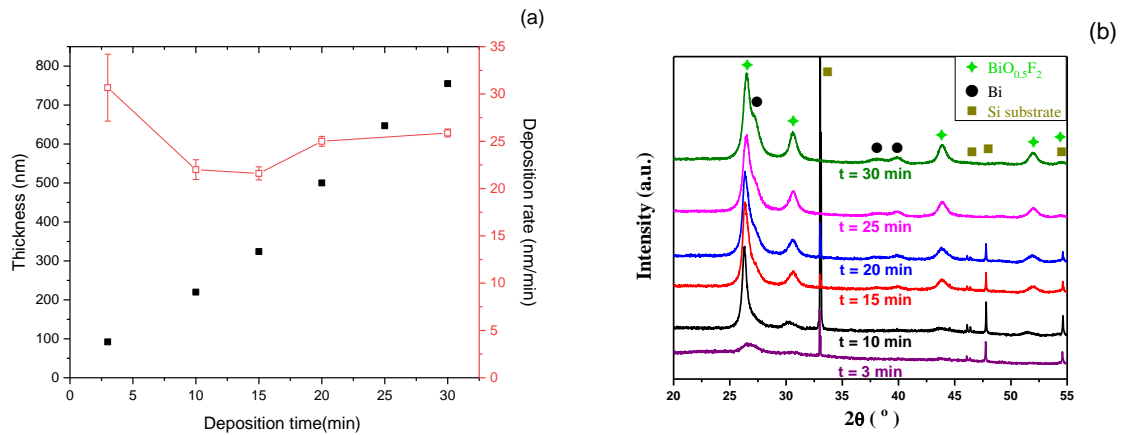 (a)
800
700
600
500
400
300
200
100
0
Thickness (nm)
0 5 10 15 20 25 30
Deposition time(min)
35
30
25
20
15
10
5
0
Deposition rate (nm/min)
(b)
BiO0.5F2
Bi
Si substrate
t = 30 min
t = 25 min
t = 20 min
t = 15 min
t = 10 min
t = 3 min
Intensity (a.u.)
20 25 30 35 40 45 50 55
2θ ( ° )